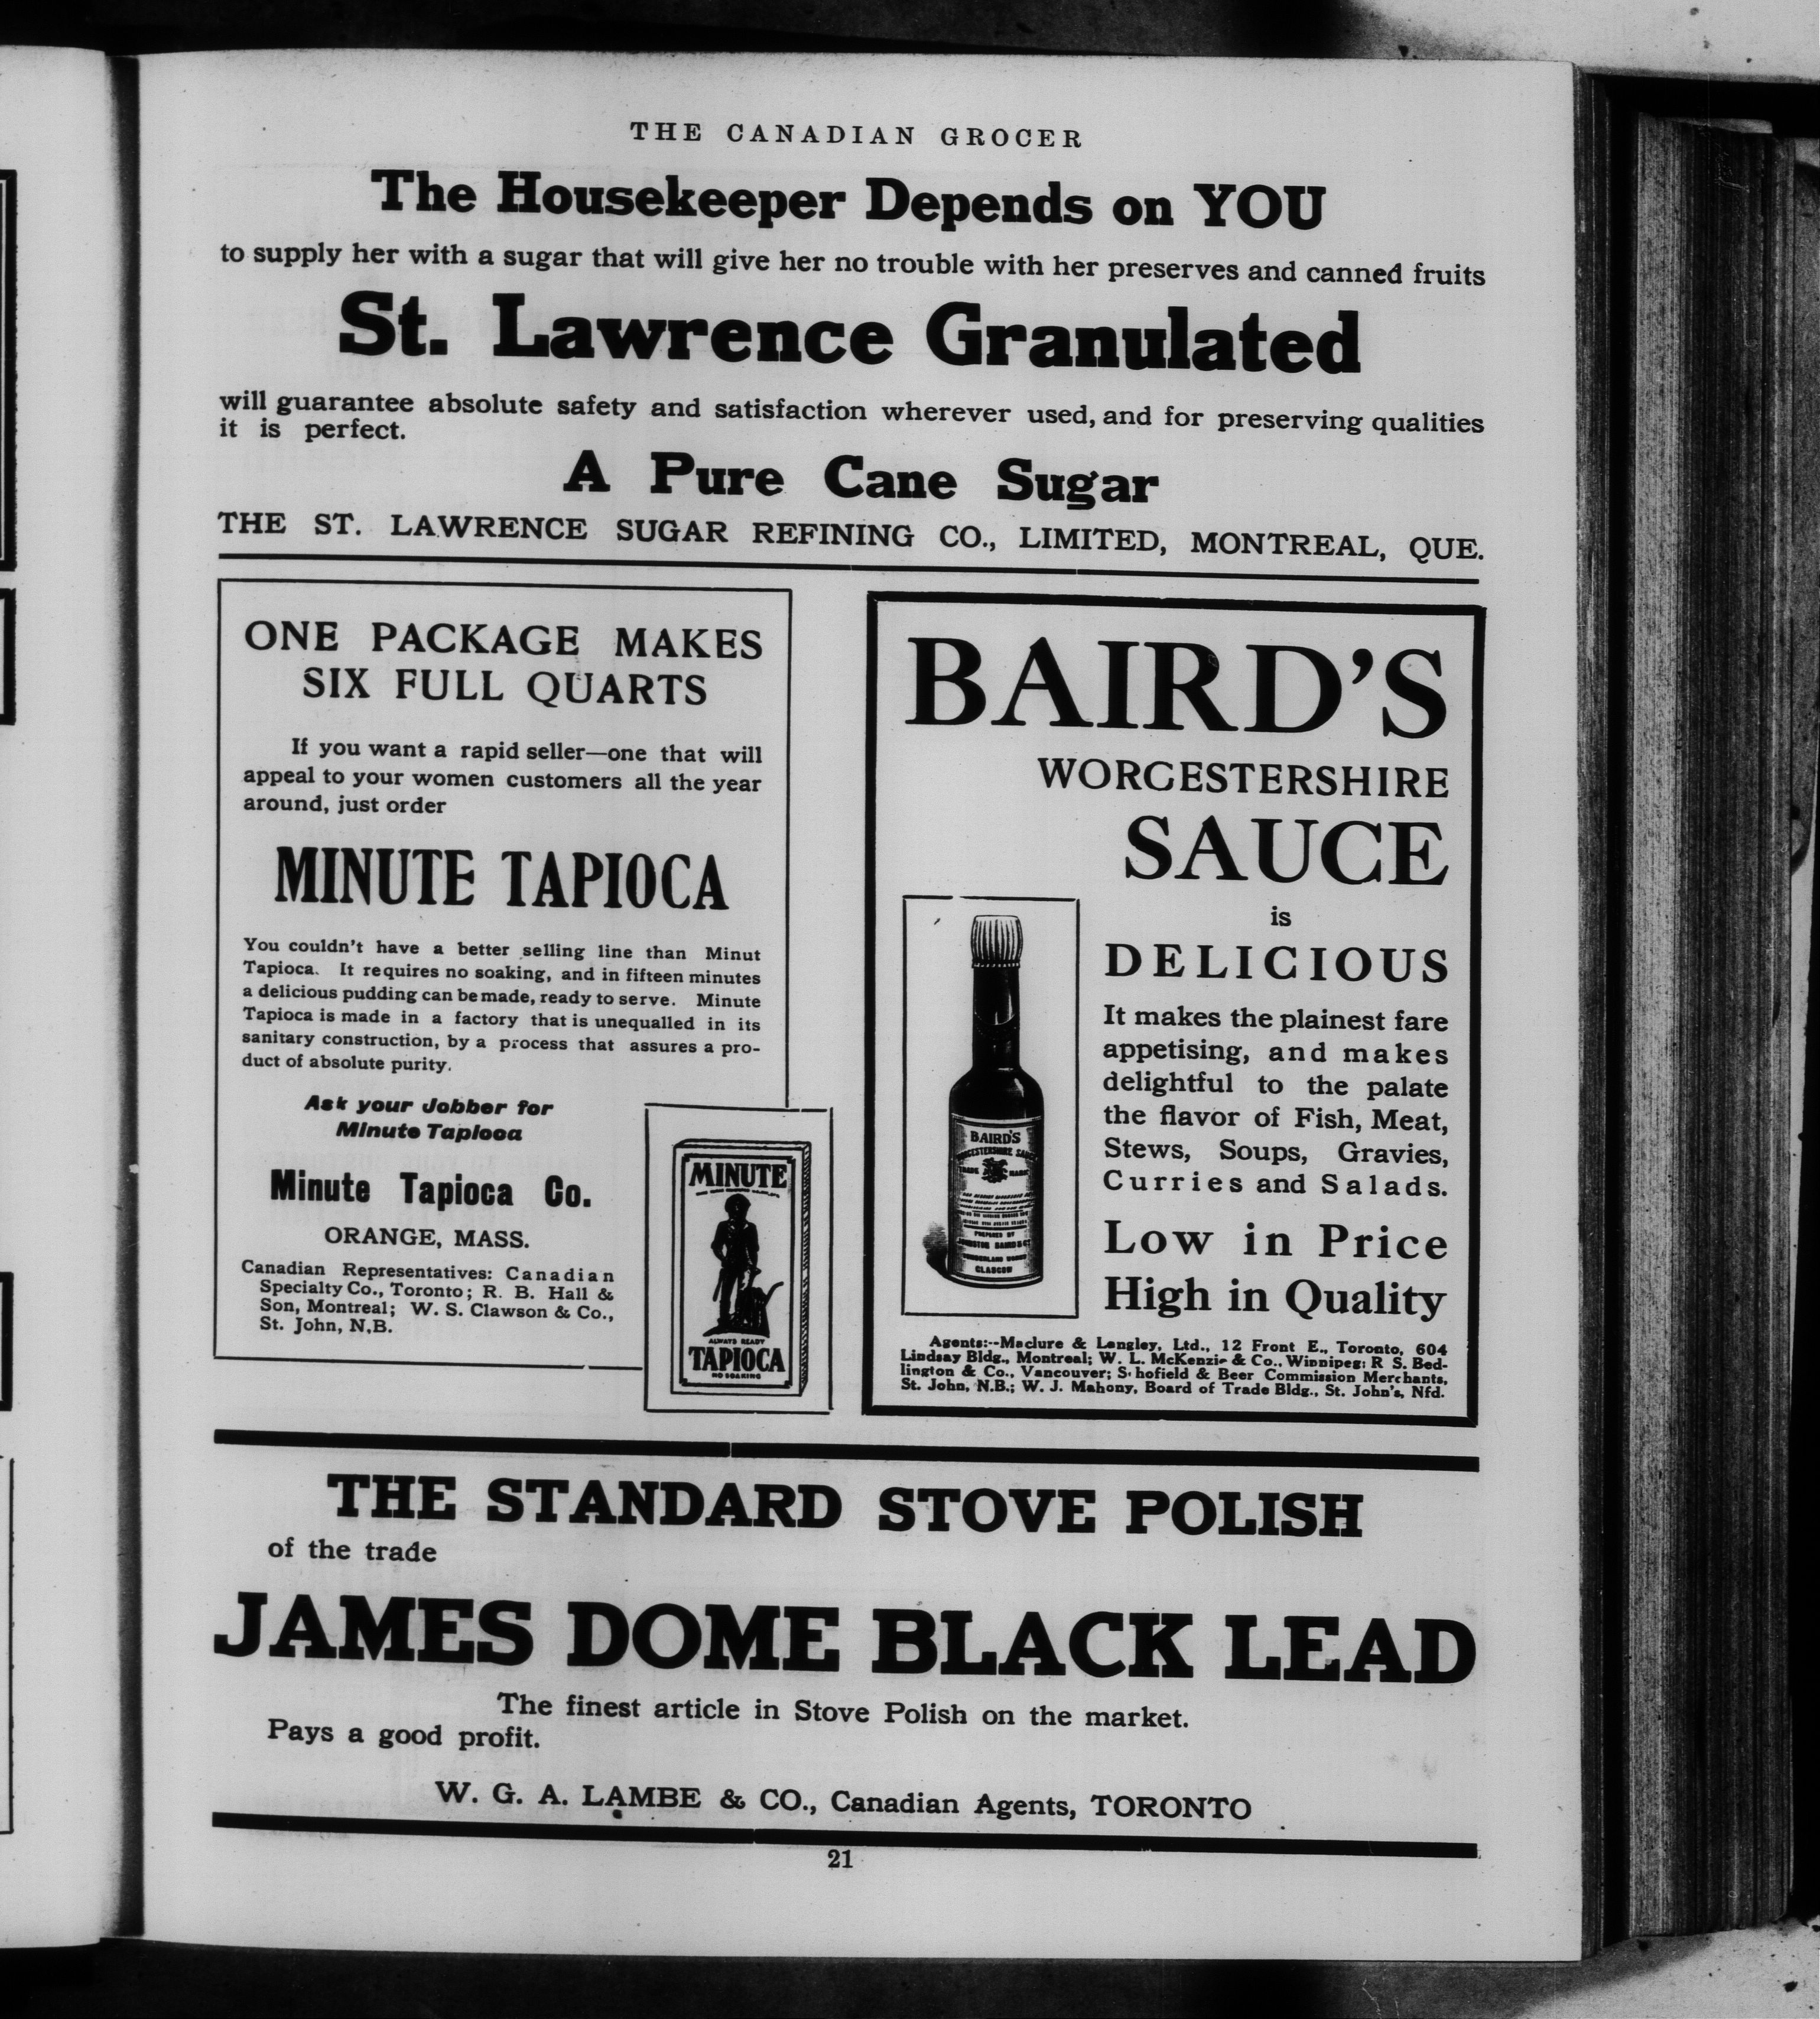 THE CANADIAN GROCER
The Housekeeper Depends on YOU
to supply her with a sugar that will give her no trouble with her preserves and canned fruits
St. Lawrence Granulated
will guarantee absolute safety and satisfaction wherever used, and for preserving qualities
it is perfect.
A Pure Cane Sugar
THE ST. LAWRENCE SUGAR REFINING CO., LIMITED, MONTREAL, QUE.
ONE PACKAGE MAKES
SIX FULL QUARTS
If you want a rapid seller—one that will
appeal to your women customers all the year
around, just order
MINUTE TAPIOCA
You couldn't have a better selling line than Minut
Tapioca. It requires no soaking, and in fifteen minutes
a delicious pudding can be made, ready to serve. Minute
Tapioca is made in a factory that is unequalled in its
sanitary construction, by a process that assures a pro-
duct of absolute purity.
Ask your Jobber for
Minute Tapioca
Minute Tapioca Co.
ORANGE, MASS.
Canadian Representatives: Canadian
Specialty Co., Toronto; R. B. Hall &
Son, Montreal; W. S. Clawson & Co.,
St. John, N.B.
MINUTE
ALWAYS READY
TAPIOCA
NO SOAKING
BAIRD'S
WORCESTERSHIRE
SAUCE
is
DELICIOUS
It makes the plainest fare
appetising, and makes
delightful to the palate
the flavor of Fish, Meat,
Stews, Soups, Gravies,
Curries and Salads.
Low in Price
High in Quality
BAIRD'S
WORCESTERSHIRE SAUCE
TRADE MARK
PREPARED BY
JOHNSTON BAIRD & CO
GLASGOW
Agents:--Maclure & Langley, Ltd., 12 Front E., Toronto, 604
Lindsay Bldg., Montreal; W. L. McKenzie & Co., Winnipeg; R S. Bed-
lington & Co., Vancouver; S hofield & Beer Commission Merchants,
St. John, N.B.; W. J. Mahony, Board of Trade Bldg., St. John's, Nfd.
THE STANDARD STOVE POLISH
of the trade
JAMES DOME BLACK LEAD
The finest article in Stove Polish on the market.
Pays a good profit.
W. G. A. LAMBE & CO., Canadian Agents, TORONTO
21